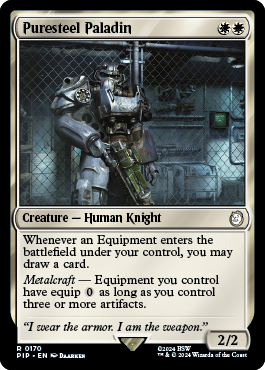 Puresteel Paladin
Creature — Human Knight
Whenever an Equipment enters the
battlefield under your control, you may
draw a card.
Metalcraft — Equipment you control
have equip 0 as long as you control
three or more artifacts.
“I wear the armor. I am the weapon.”
2/2
R 0170
PIP • EN Daarken
©2024 BSW
™ & © 2024 Wizards of the Coast